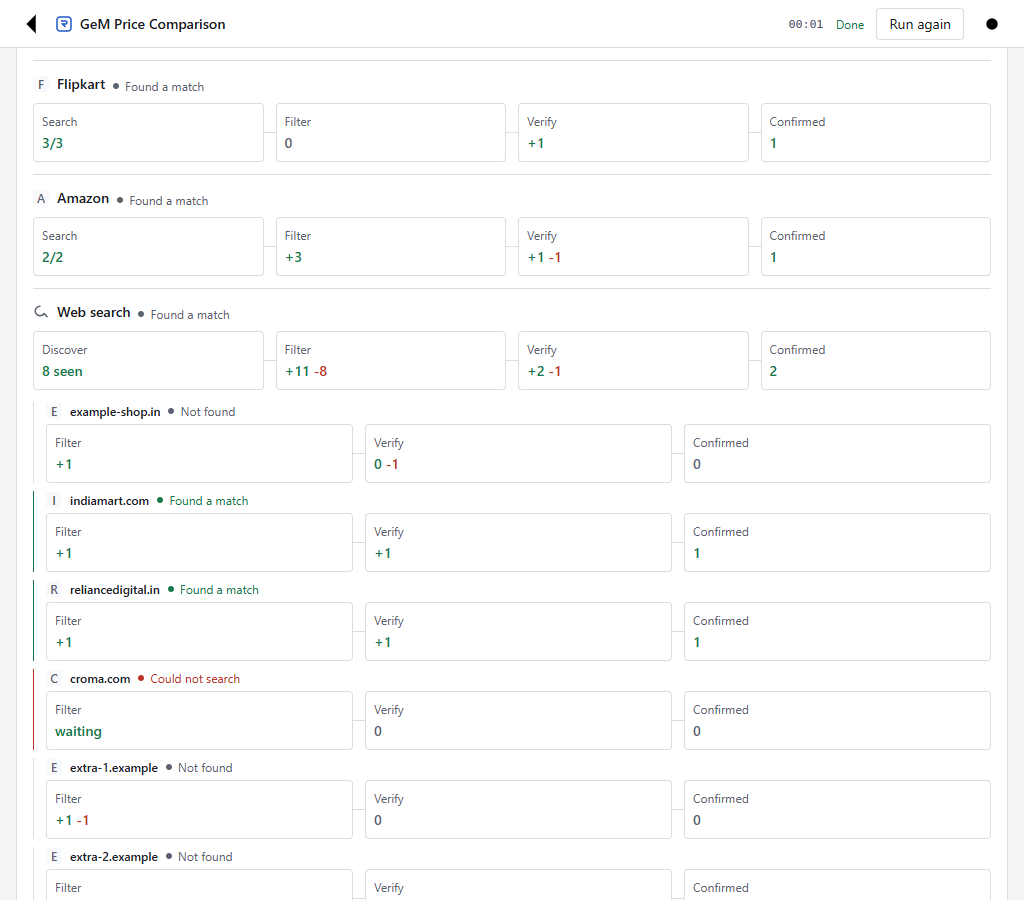 GeM Price Comparison
00:01 Done Run again
F Flipkart Found a match
Search Filter Verify Confirmed
3/3 0 +1 1
A Amazon Found a match
Search Filter Verify Confirmed
2/2 +3 +1 -1 1
Web search Found a match
Discover Filter Verify Confirmed
8 seen +11 -8 +2 -1 2
E example-shop.in Not found
Filter Verify Confirmed
+1 0 -1 0
I indiamart.com Found a match
Filter Verify Confirmed
+1 +1 1
R reliancedigital.in Found a match
Filter Verify Confirmed
+1 +1 1
C croma.com Could not search
Filter Verify Confirmed
waiting 0 0
E extra-1.example Not found
Filter Verify Confirmed
+1 -1 0 0
E extra-2.example Not found
Filter Verify Confirmed